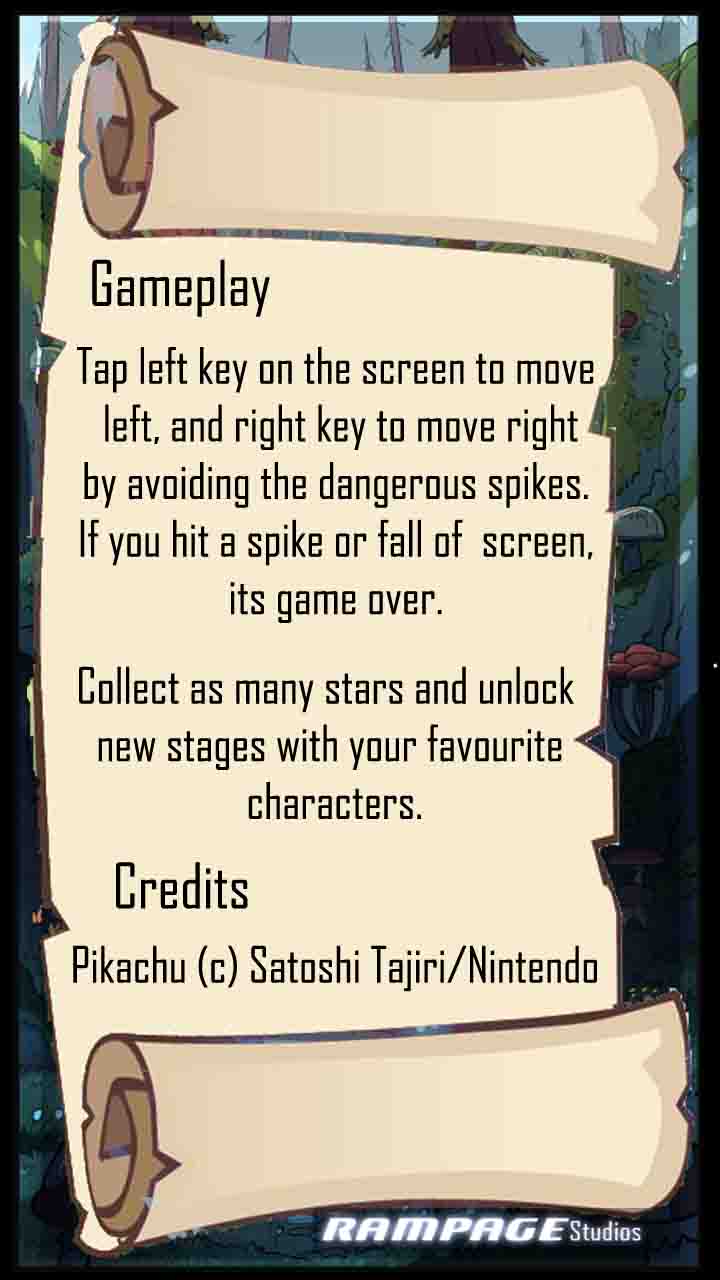 Gameplay
Tap left key on the screen to move
left, and right key to move right
by avoiding the dangerous spikes.
If you hit a spike or fall of screen,
its game over.
Collect as many stars and unlock
new stages with your favourite
characters.
Credits
Pikachu (c) Satoshi Tajiri/Nintendo
RAMPAGE Studios